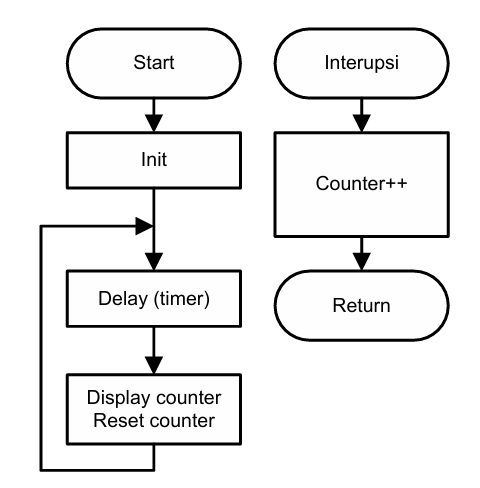 Start
Init
Delay (timer)
Display counter
Reset counter
Interupsi
Counter++
Return